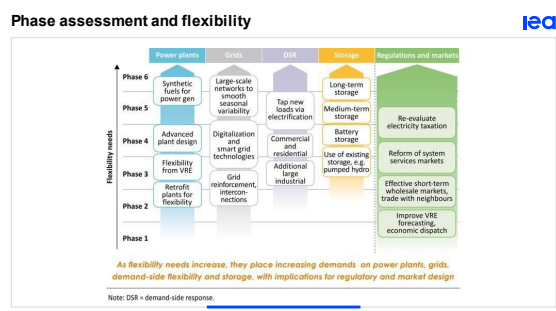 Phase assessment and flexibility
iea
Power plants
Grids
DSR
Storage
Regulations and markets
Flexibility needs
Phase 6
Phase 5
Phase 4
Phase 3
Phase 2
Phase 1
Synthetic
fuels for
power gen
Advanced
plant design
Flexibility
from VRE
Retrofit
plants for
flexibility
Large-scale
networks to
smooth
seasonal
variability
Digitalization
and
smart grid
technologies
Grid
reinforcement,
intercon-
nections
Tap new
loads via
electrification
Commercial
and
residential
Additional
large
industrial
Long-term
storage
Medium-term
storage
Battery
storage
Use of existing
storage, e.g.
pumped hydro
Re-evaluate
electricity taxation
Reform of system
services markets
Effective short-term
wholesale markets,
trade with neighbours
Improve VRE
forecasting,
economic dispatch
As flexibility needs increase, they place increasing demands on power plants, grids,
demand-side flexibility and storage, with implications for regulatory and market design
Note: DSR = demand-side response.